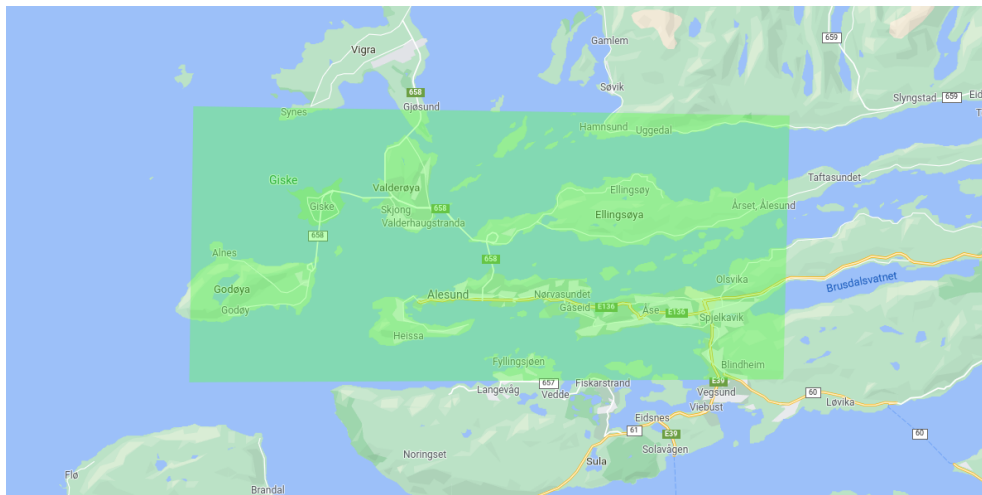 Gamlem
659
Vigra
Søvik
658
Slyngstad
659
Eid
Gjøsund
Synes
Hamnsund
Uggedal
Taftasundet
Giske
Valderøya
Ellingsøy
Giske
Skjong
658
Årset, Ålesund
Ellingsøya
Valderhaugstranda
658
Alnes
658
Olsvika
Brusdalsvatnet
Godøya
Ålesund
Nørvasundet
Godøy
Gåseid
E136
Åse
E136
Spjelkavik
Heissa
Fyllingsjøen
Blindheim
Langevåg
657
Fiskarstrand
E39
Vedde
Vegsund
60
Løvika
Viebust
Eidsnes
61
E39
60
Solavågen
Noringset
Sula
Flø
Brandal